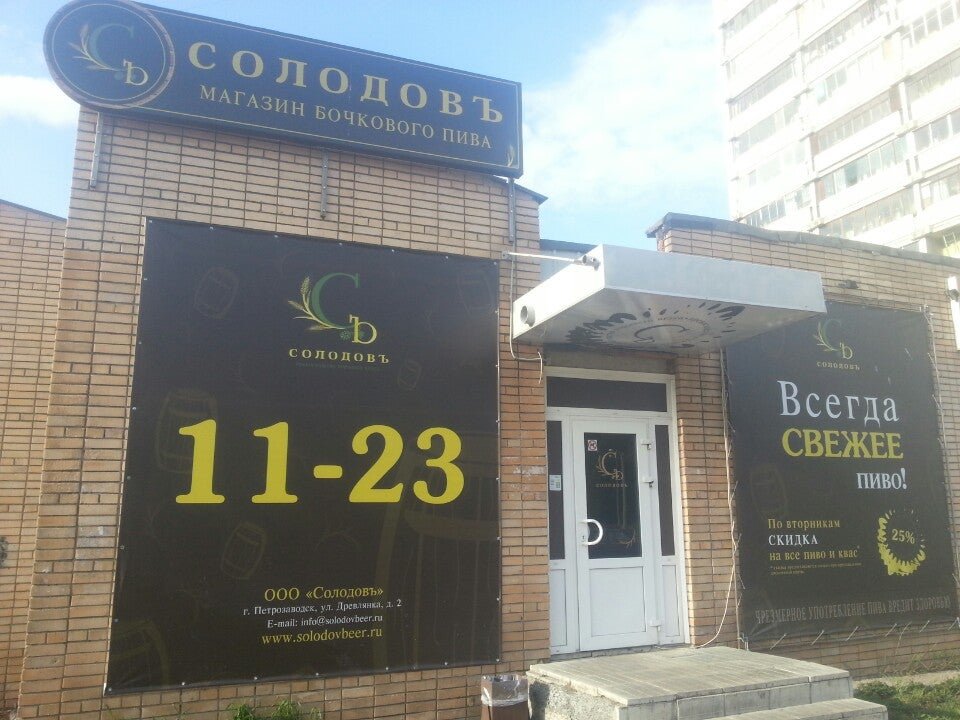 СЪ
СОЛОДОВЪ
МАГАЗИН БОЧКОВОГО ПИВА
СЪ
СОЛОДОВЪ
11-23
ООО «Солодовъ»
г. Петрозаводск, ул. Древлянка, д. 2
E-mail: info@solodovbeer.ru
www.solodovbeer.ru
СЪ
СОЛОДОВЪ
СЪ
СОЛОДОВЪ
Всегда
СВЕЖЕЕ
ПИВО!
По вторникам
СКИДКА
на все пиво и квас*
25%
ЧРЕЗМЕРНОЕ УПОТРЕБЛЕНИЕ ПИВА ВРЕДИТ ЗДОРОВЬЮ